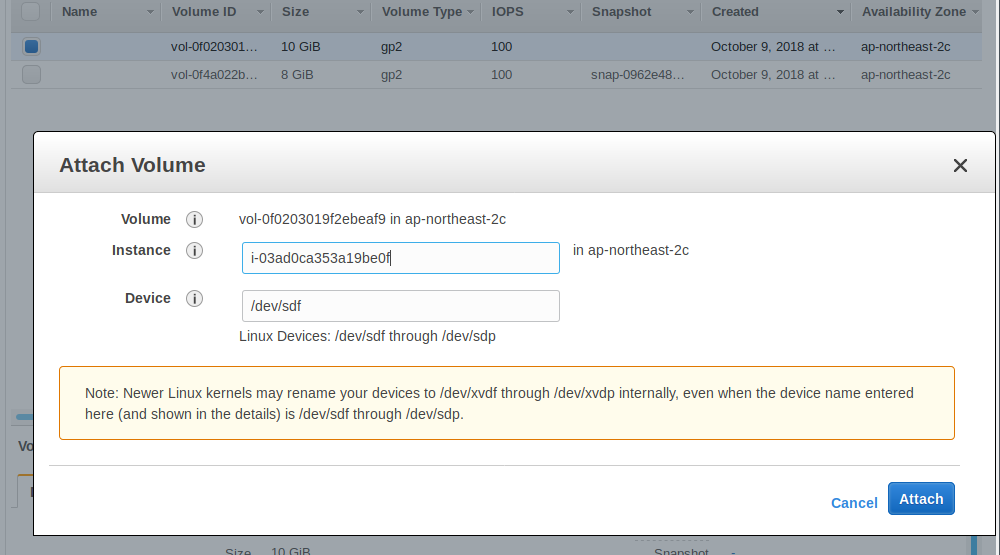 Name Volume ID Size Volume Type IOPS Snapshot Created Availability Zone
vol-0f020301... 10 GiB gp2 100 October 9, 2018 at ... ap-northeast-2c
vol-0f4a022b... 8 GiB gp2 100 snap-0962e48... October 9, 2018 at ... ap-northeast-2c
Attach Volume
Volume i vol-0f0203019f2ebeaf9 in ap-northeast-2c
Instance i i-03ad0ca353a19be0f in ap-northeast-2c
Device i /dev/sdf
Linux Devices: /dev/sdf through /dev/sdp
Note: Newer Linux kernels may rename your devices to /dev/xvdf through /dev/xvdp internally, even when the device name entered
here (and shown in the details) is /dev/sdf through /dev/sdp.
Cancel Attach
Size 10 GiB Snapshot -